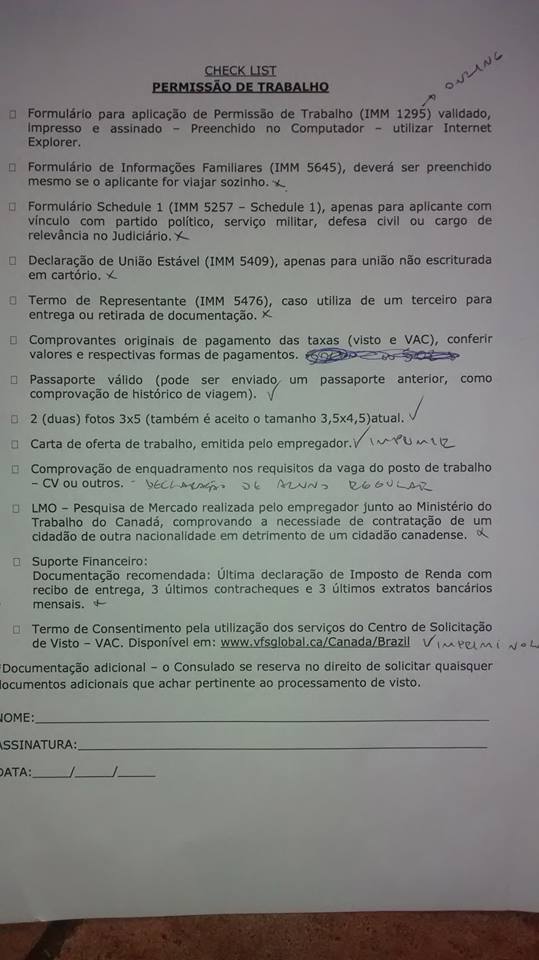 CHECK LIST
PERMISSÃO DE TRABALHO
ONLINE
Formulário para aplicação de Permissão de Trabalho (IMM 1295) validado,
impresso e assinado – Preenchido no Computador – utilizar Internet
Explorer.
Formulário de Informações Familiares (IMM 5645), deverá ser preenchido
mesmo se o aplicante for viajar sozinho. x
Formulário Schedule 1 (IMM 5257 – Schedule 1), apenas para aplicante com
vínculo com partido político, serviço militar, defesa civil ou cargo de
relevância no Judiciário. x
Declaração de União Estável (IMM 5409), apenas para união não escriturada
em cartório. x
Termo de Representante (IMM 5476), caso utiliza de um terceiro para
entrega ou retirada de documentação. x
Comprovantes originais de pagamento das taxas (visto e VAC), conferir
valores e respectivas formas de pagamentos.
Passaporte válido (pode ser enviado um passaporte anterior, como
comprovação de histórico de viagem). √
2 (duas) fotos 3x5 (também é aceito o tamanho 3,5x4,5)atual. √
Carta de oferta de trabalho, emitida pelo empregador. √ IMPRIMIR
Comprovação de enquadramento nos requisitos da vaga do posto de trabalho
– CV ou outros. - DECLARAÇÃO DE ALUNO REGULAR
LMO – Pesquisa de Mercado realizada pelo empregador junto ao Ministério do
Trabalho do Canadá, comprovando a necessiade de contratação de um
cidadão de outra nacionalidade em detrimento de um cidadão canadense. x
Suporte Financeiro:
Documentação recomendada: Última declaração de Imposto de Renda com
recibo de entrega, 3 últimos contracheques e 3 últimos extratos bancários
mensais. x
Termo de Consentimento pela utilização dos serviços do Centro de Solicitação
de Visto – VAC. Disponível em: www.vfsglobal.ca/Canada/Brazil √
*Documentação adicional – o Consulado se reserva no direito de solicitar quaisquer
documentos adicionais que achar pertinente ao processamento de visto.
NOME:
ASSINATURA:
DATA:_____/_____/_____